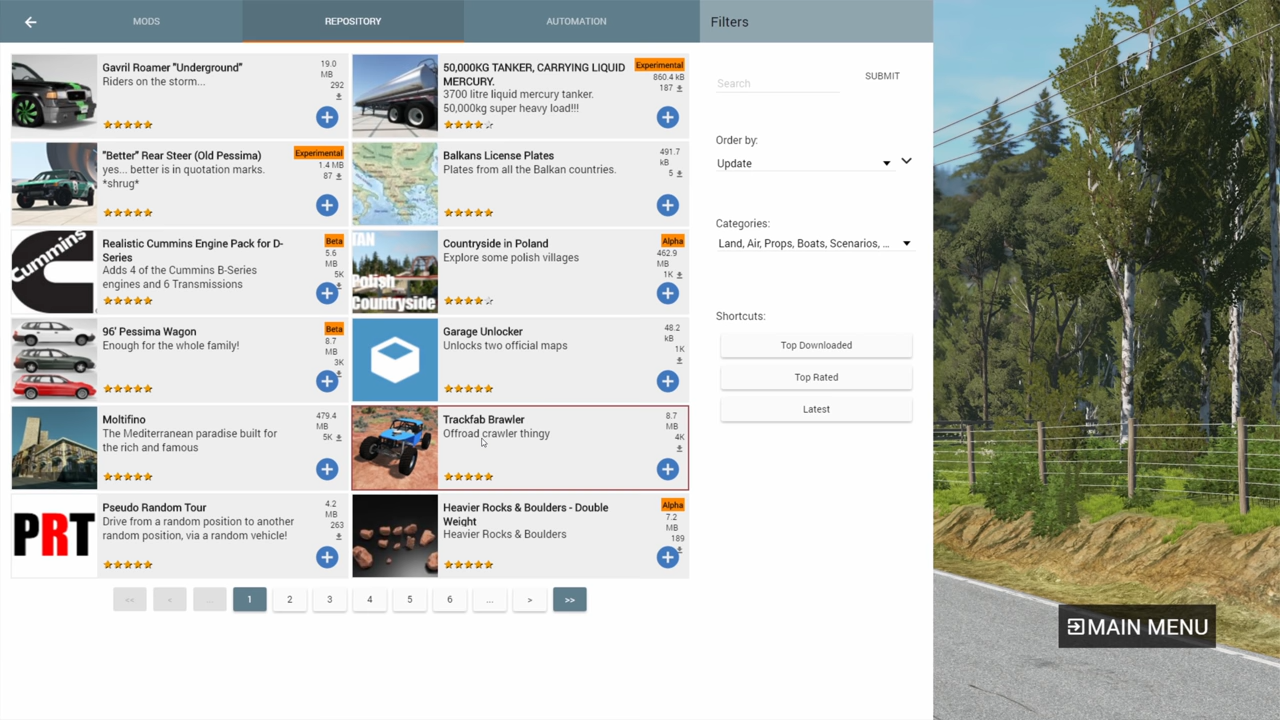 MODS
REPOSITORY
AUTOMATION
Filters
Gavril Roamer "Underground"
Riders on the storm...
19.0
MB
292
50,000KG TANKER, CARRYING LIQUID
MERCURY.
3700 litre liquid mercury tanker.
50,000kg super heavy load!!!
Experimental
860.4 kB
187
"Better" Rear Steer (Old Pessima)
yes... better is in quotation marks.
*shrug*
Experimental
1.4 MB
87
Balkans License Plates
Plates from all the Balkan countries.
491.7
kB
5
Cummins
Realistic Cummins Engine Pack for D-
Series
Adds 4 of the Cummins B-Series
engines and 6 Transmissions
Beta
5.6
MB
5K
TAN
Polish
Countryside
Countryside in Poland
Explore some polish villages
Alpha
462.9
MB
1K
96' Pessima Wagon
Enough for the whole family!
Beta
8.7
MB
3K
Garage Unlocker
Unlocks two official maps
48.2
kB
1K
Moltifino
The Mediterranean paradise built for
the rich and famous
479.4
MB
5K
Trackfab Brawler
Offroad crawler thingy
8.7
MB
4K
PRT
Pseudo Random Tour
Drive from a random position to another
random position, via a random vehicle!
4.2
MB
263
Heavier Rocks & Boulders - Double
Weight
Heavier Rocks & Boulders
Alpha
7.2
MB
189
<< < ... 1 2 3 4 5 6 ... > >>
Search
SUBMIT
Order by:
Update
Categories:
Land, Air, Props, Boats, Scenarios, ...
Shortcuts:
Top Downloaded
Top Rated
Latest
MAIN MENU